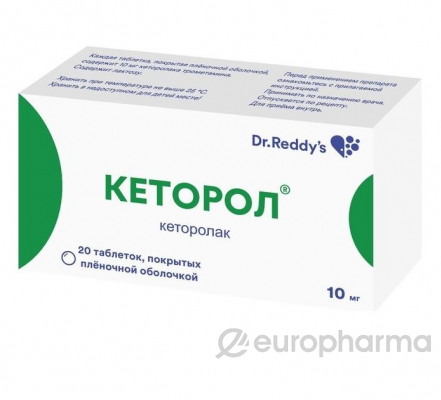 Каждая таблетка, покрытая плёночной оболочкой,
содержит 10 мг кеторолака трометамина.
Содержит лактозу.
Хранить при температуре не выше 25 °C.
Хранить в недоступном для детей месте!
Перед применением препарата
ознакомьтесь с прилагаемой
инструкцией.
Принимать по назначению врача.
Отпускается по рецепту.
Для приёма внутрь.
Dr.Reddy's
КЕТОРОЛ®
кеторолак
20 таблеток, покрытых
плёночной оболочкой
10 мг
europharma